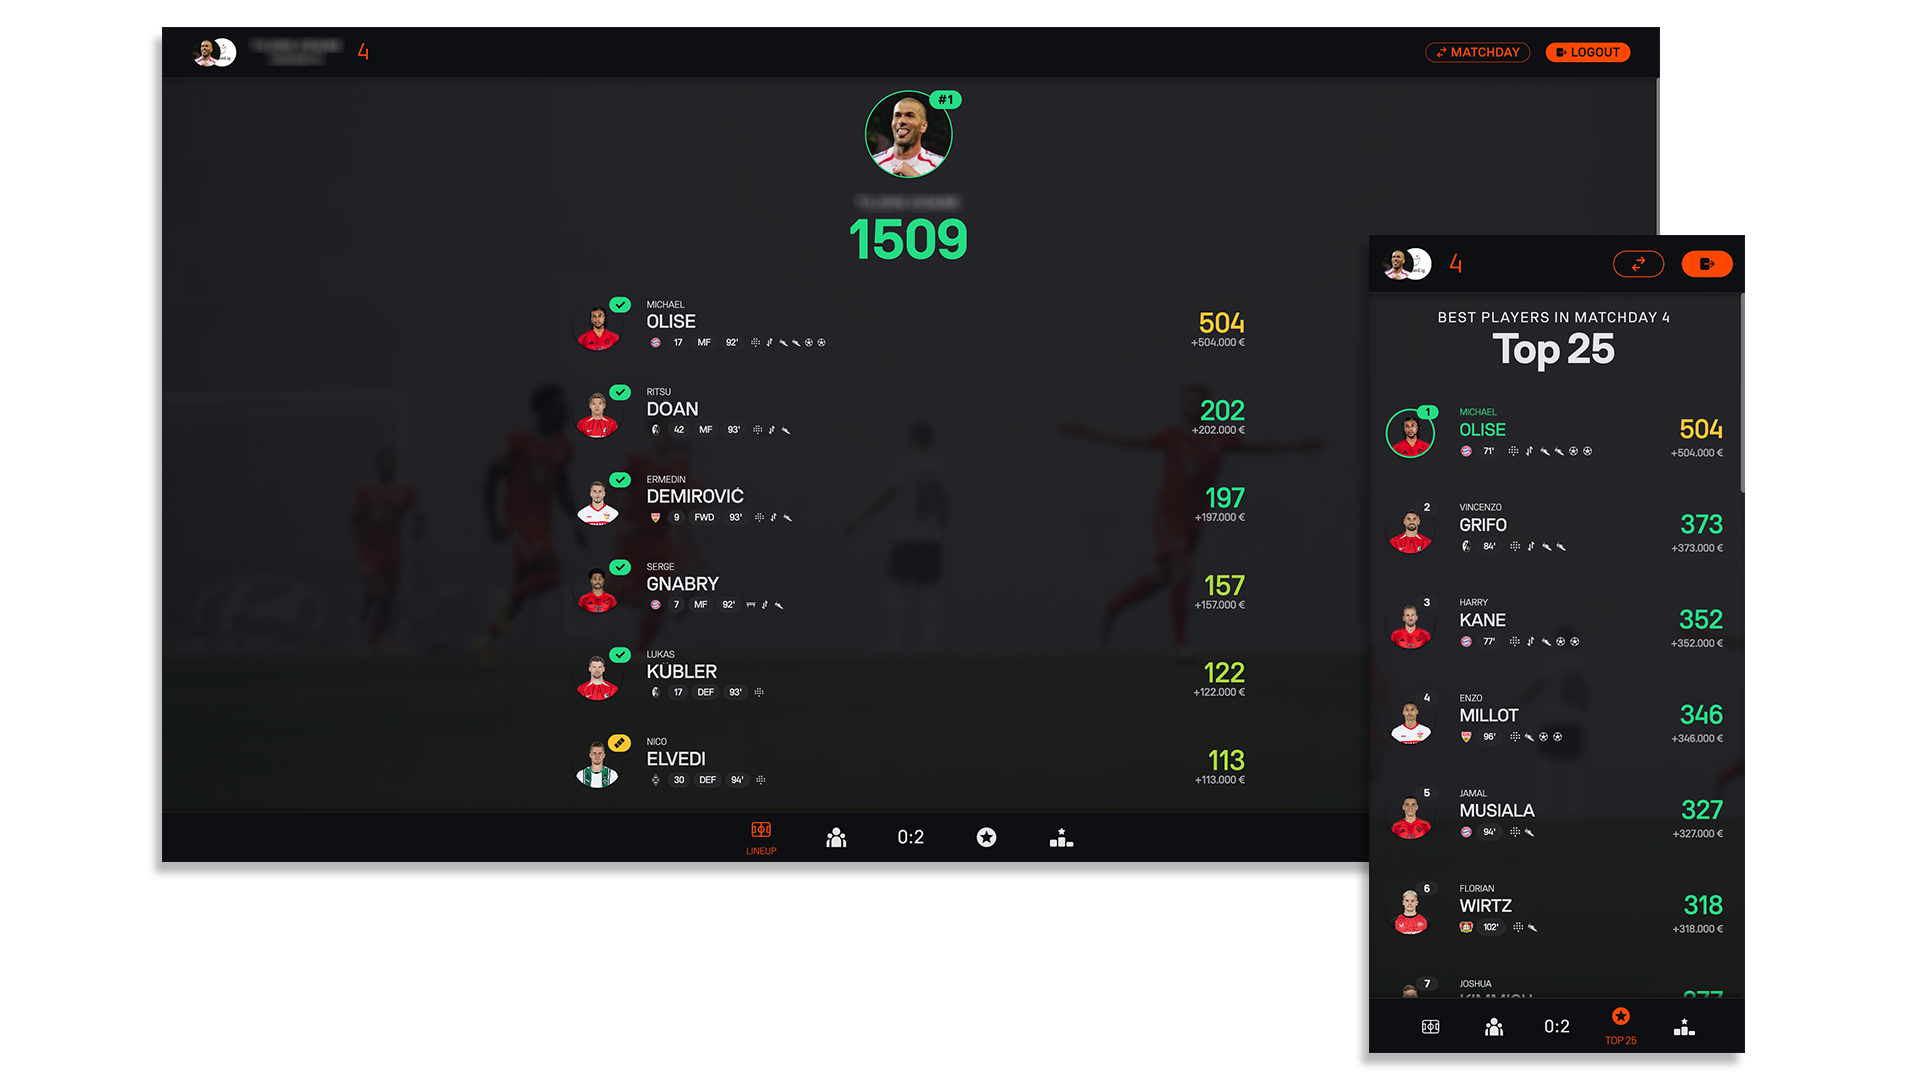 4
MATCHDAY
LOGOUT
#1
1509
MICHAEL
OLISE
17 MF 92'
504
+504.000 €
RITSU
DOAN
42 MF 93'
202
+202.000 €
ERMEDIN
DEMIROVIĆ
9 FWD 93'
197
+197.000 €
SERGE
GNABRY
7 MF 92'
157
+157.000 €
LUKAS
KÜBLER
17 DEF 93'
122
+122.000 €
NICO
ELVEDI
30 DEF 94'
113
+113.000 €
LINEUP
0:2
4
BEST PLAYERS IN MATCHDAY 4
Top 25
1
MICHAEL
OLISE
71'
504
+504.000 €
2
VINCENZO
GRIFO
84'
373
+373.000 €
3
HARRY
KANE
77'
352
+352.000 €
4
ENZO
MILLOT
96'
346
+346.000 €
5
JAMAL
MUSIALA
94'
327
+327.000 €
6
FLORIAN
WIRTZ
102'
318
+318.000 €
7
JOSHUA
KIMMICH
277
0:2
TOP 25